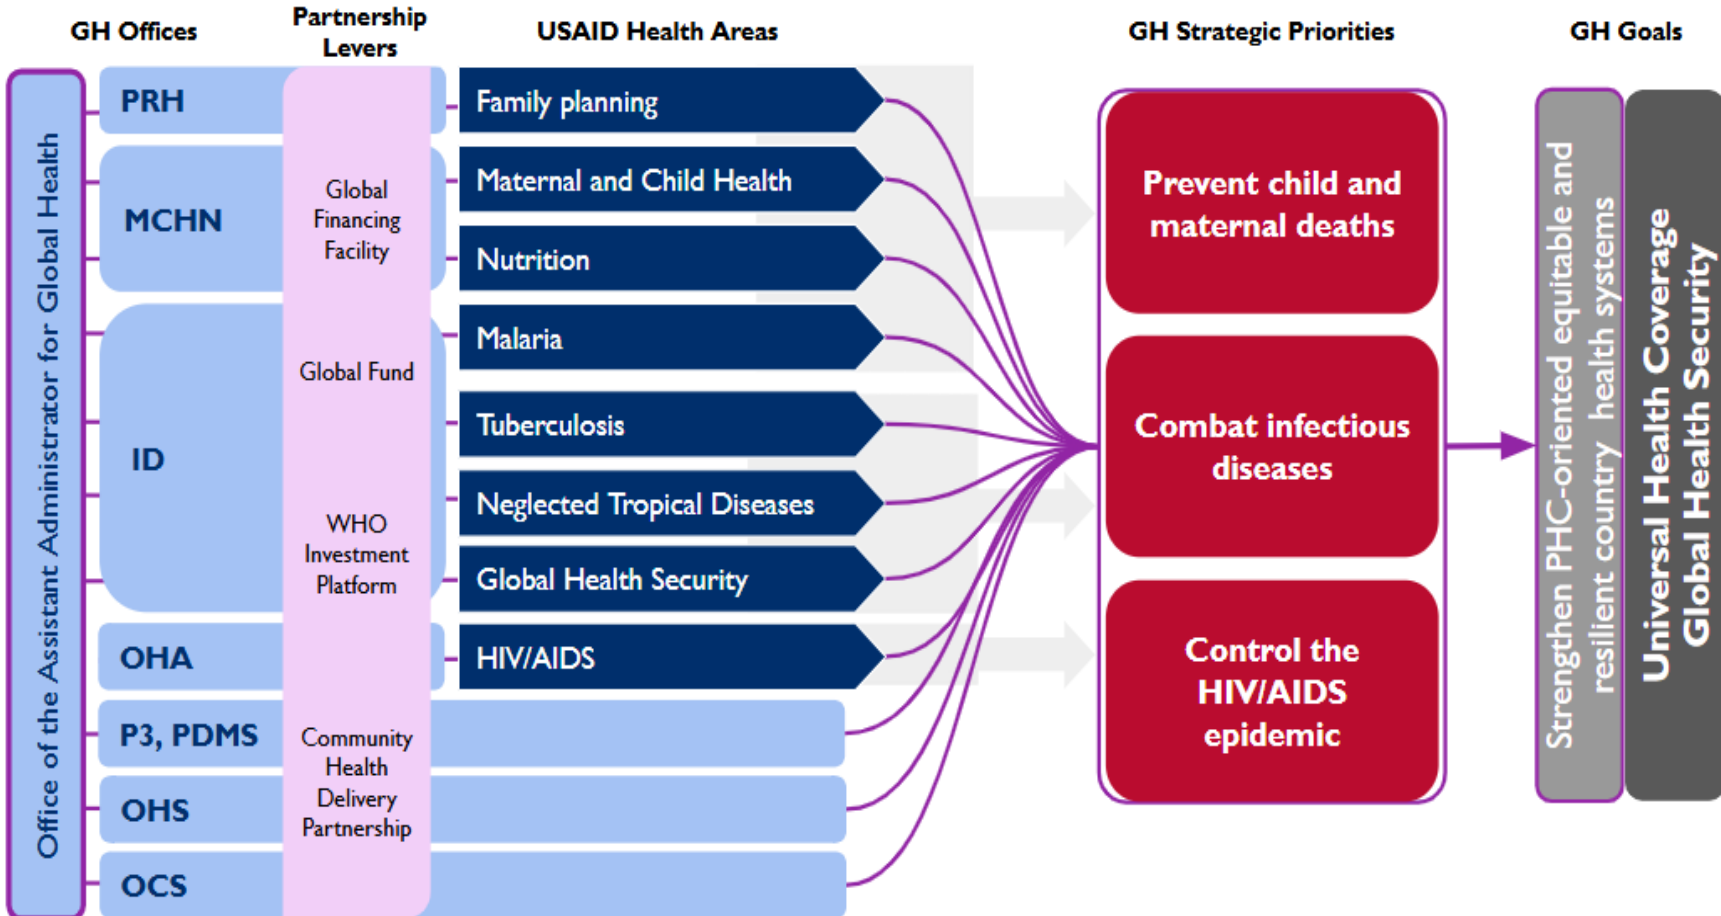 GH Offices
Partnership
Levers
USAID Health Areas
GH Strategic Priorities
GH Goals
Office of the Assistant Administrator for Global Health
PRH
MCHN
ID
OHA
P3, PDMS
OHS
OCS
Global
Financing
Facility
Global Fund
WHO
Investment
Platform
Community
Health
Delivery
Partnership
Family planning
Maternal and Child Health
Nutrition
Malaria
Tuberculosis
Neglected Tropical Diseases
Global Health Security
HIV/AIDS
Prevent child and
maternal deaths
Combat infectious
diseases
Control the
HIV/AIDS
epidemic
Strengthen PHC-oriented equitable and
resilient country health systems
Universal Health Coverage
Global Health Security